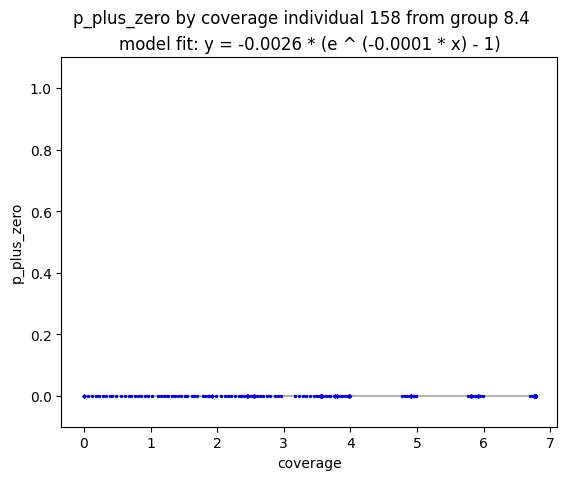 p_plus_zero by coverage individual 158 from group 8.4
model fit: y = -0.0026 * (e ^ (-0.0001 * x) - 1)
1.0
0.8
0.6
0.4
0.2
0.0
p_plus_zero
0 1 2 3 4 5 6 7
coverage